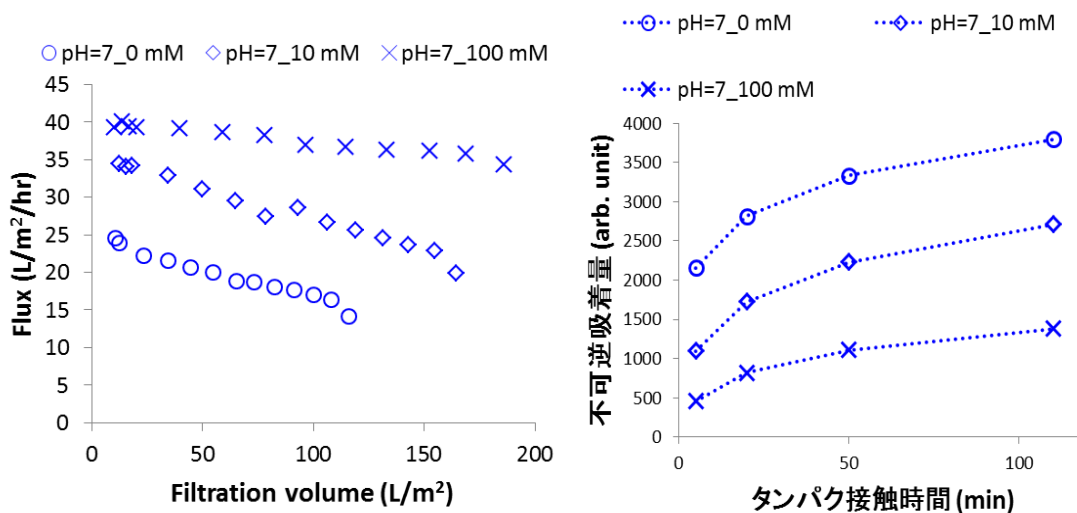 pH=7_0 mM pH=7_10 mM pH=7_100 mM
Flux (L/m²/hr)
45
40
35
30
25
20
15
10
5
0
0 50 100 150 200
Filtration volume (L/m²)
pH=7_0 mM pH=7_10 mM
pH=7_100 mM
不可逆吸着量 (arb. unit)
4000
3500
3000
2500
2000
1500
1000
500
0
0 50 100
タンパク接触時間 (min)